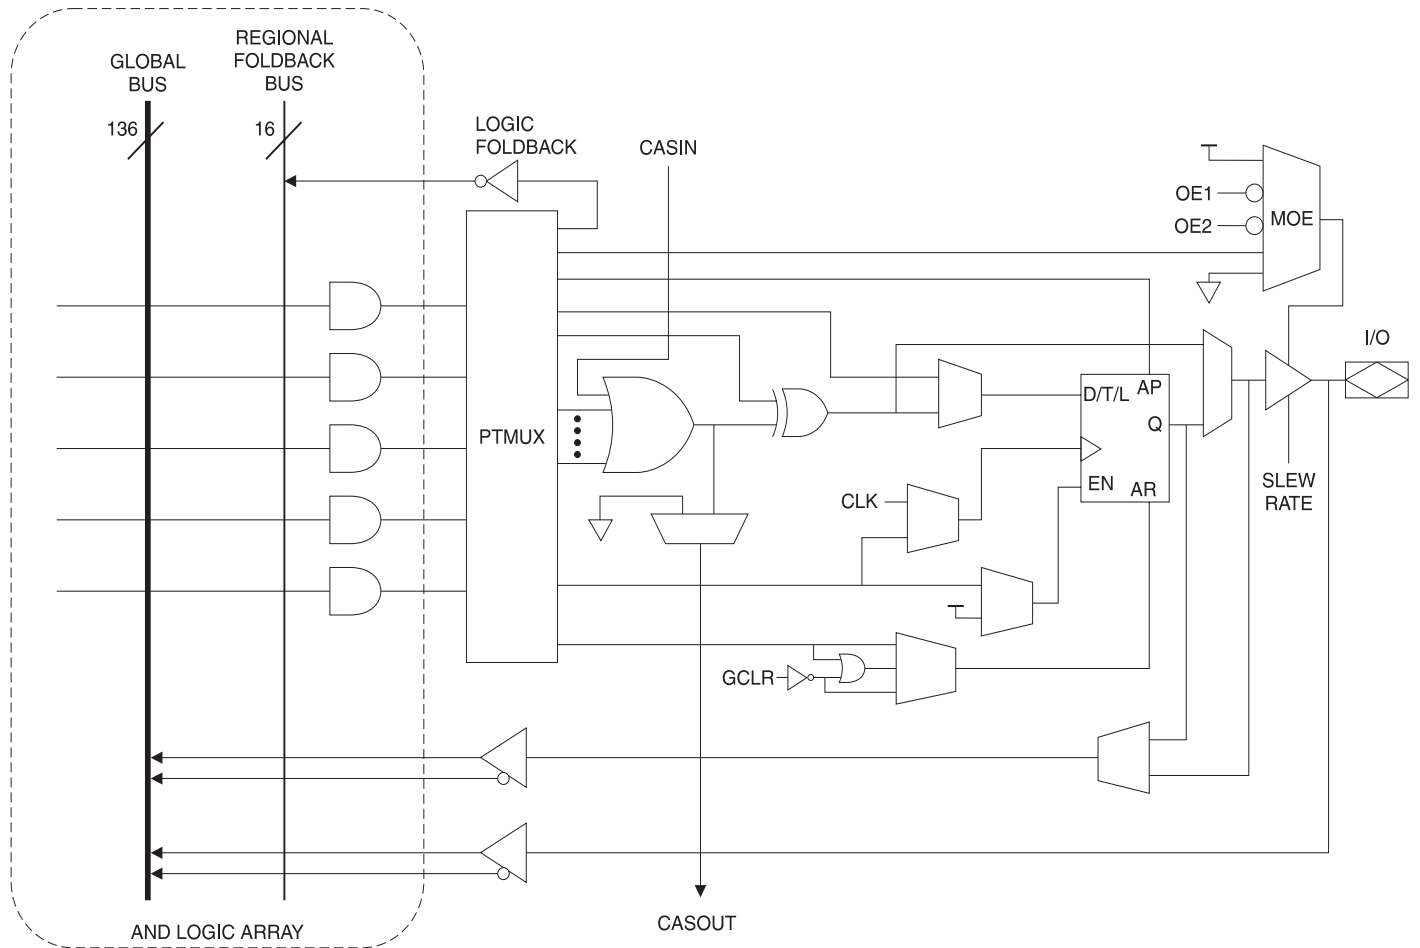 GLOBAL
BUS
REGIONAL
FOLDBACK
BUS
136
16
LOGIC
FOLDBACK
CASIN
OE1
OE2
MOE
I/O
PTMUX
D/T/L
AP
Q
EN
AR
CLK
SLEW
RATE
GCLR
CASOUT
AND LOGIC ARRAY